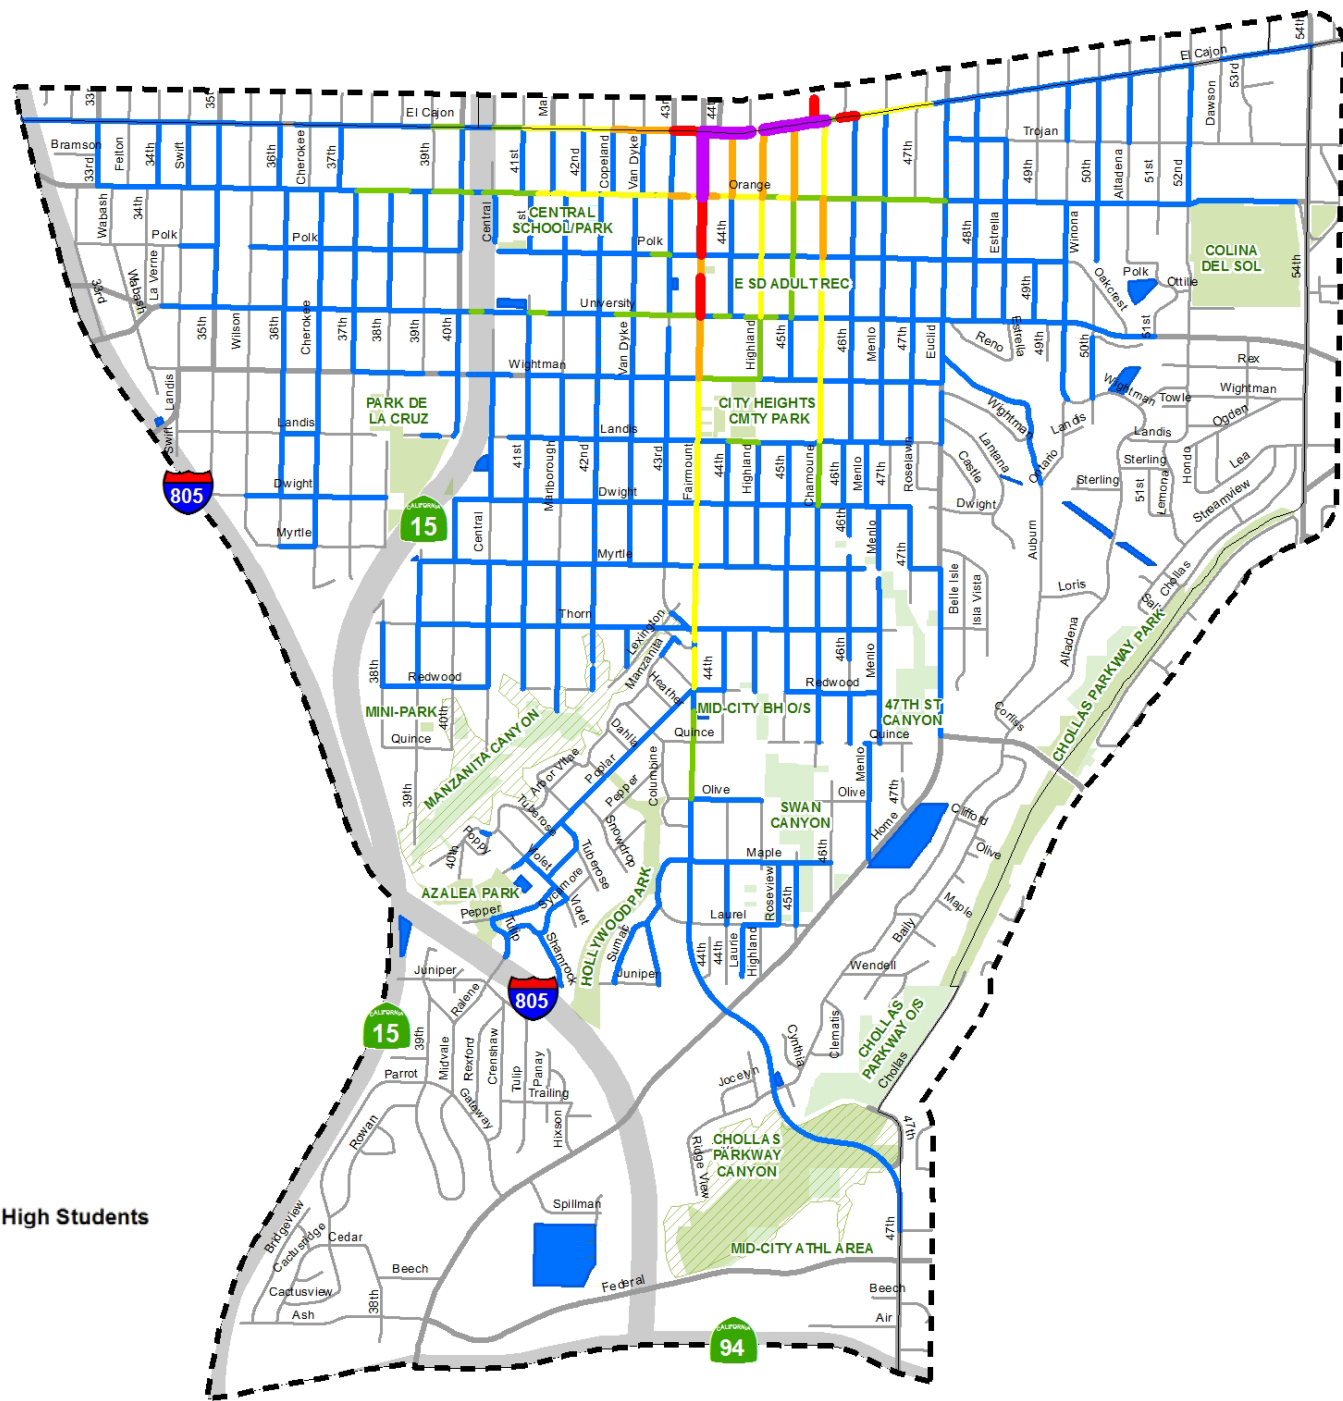 54th
El Cajon
53rd
Dawson
33rd
35th
El Cajon
Ma
43rd
44th
Bramson
33rd
Felton
34th
Swift
36th
Cherokee
37th
39th
41st
42nd
Copeland
Van Dyke
47th
Trojan
49th
50th
Altadena
51st
52nd
Orange
Wabash
34th
Central
CENTRAL
SCHOOL/PARK
44th
48th
Estrella
Winona
Polk
Polk
Polk
COLINA
DEL SOL
54th
33rd
Wabash
La Verne
E SD ADULT REC
49th
Oakcrest
Polk
Ottile
35th
Wilson
36th
Cherokee
37th
38th
39th
40th
University
Van Dyke
Highland
45th
46th
Menlo
47th
Euclid
Reno
Estrella
49th
50th
51st
Wightman
Rex
Wightman
Landis
Swift
PARK DE
LA CRUZ
CITY HEIGHTS
CMTY PARK
Wightman
Wightman
Towle
Ogden
Landis
Landis
Landis
Landis
41st
Marlborough
42nd
43rd
Fairmount
44th
Highland
45th
Chamoune
46th
Menlo
47th
Roselawn
Castle
Lantana
Ontario
Sterling
Sterling
51st
Lemona
Hondo
Lea
Streamview
805
Dwight
Dwight
Dwight
CALIFORNIA
15
Myrtle
Central
46th
Menlo
47th
Auburn
Myrtle
Belle Isle
Isla Vista
Loris
Chollas
Thorn
Lexington
Manzanita
Heather
44th
46th
Menlo
Altadena
CHOLLAS PARKWAY PARK
38th
Redwood
Redwood
MINI-PARK
40th
MID-CITY BH O/S
47TH ST
CANYON
Corliss
Quince
MANZANITA CANYON
Dahlia
Quince
Quince
39th
Arbor Vitae
Poplar
Pepper
Columbine
Olive
Olive
Menlo
47th
SWAN
CANYON
Home
Clifford
Olive
Tuberose
Snowdrop
Poppy
40th
Violet
Tuberose
Maple
46th
AZALEA PARK
Sycamore
Violet
Roseview
45th
Maple
Pepper
Tulip
HOLLYWOOD PARK
Laurel
Baily
Shamrock
Sumac
Juniper
44th
44th
Laurie
Highland
Wendell
Juniper
Ralene
805
CALIFORNIA
15
39th
Midvale
Rexford
Crenshaw
Tulip
Panay
Cynthia
Clematis
CHOLLAS
PARKWAY O/S
Chollas
Parrot
Trailing
Jocelyn
Gateway
Hixson
Rowan
47th
Ridge View
CHOLLAS
PARKWAY
CANYON
High Students
Spillman
Bridgeview
Cactusridge
Cedar
47th
MID-CITY ATHL AREA
Beech
Federal
Cactusview
38th
Beech
Ash
Air
CALIFORNIA
94